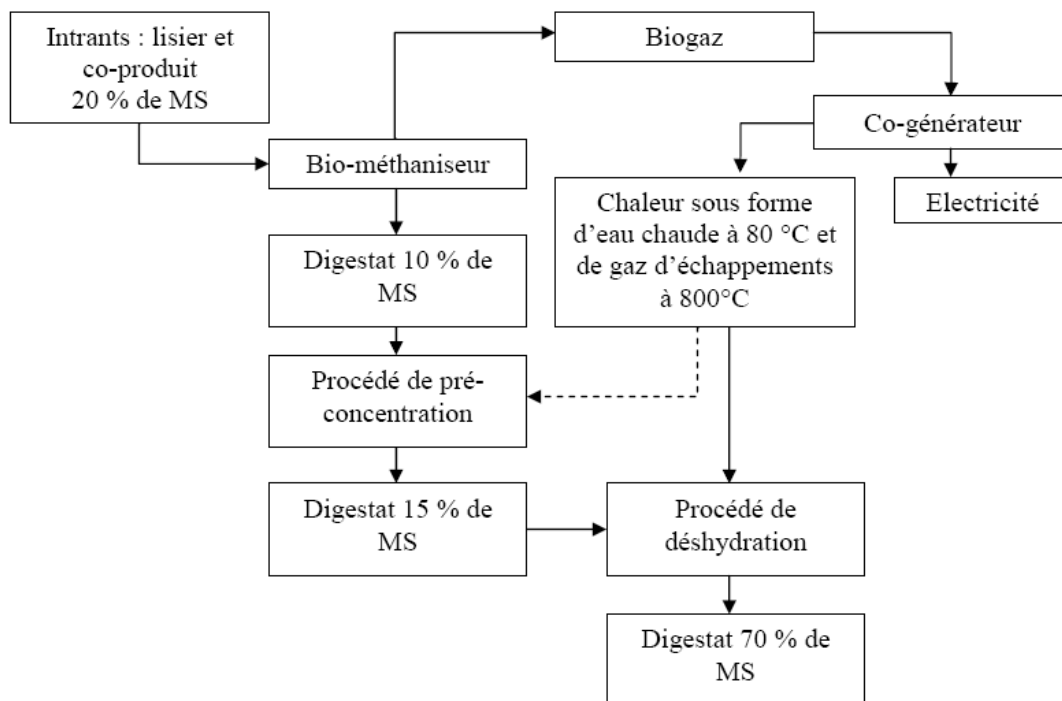 Intrants : lisier et
co-produit
20 % de MS
Biogaz
Co-générateur
Bio-méthaniseur
Chaleur sous forme
d'eau chaude à 80 °C et
de gaz d'échappements
à 800°C
Electricité
Digestat 10 % de
MS
Procédé de pré-
concentration
Digestat 15 % de
MS
Procédé de
déshydration
Digestat 70 % de
MS